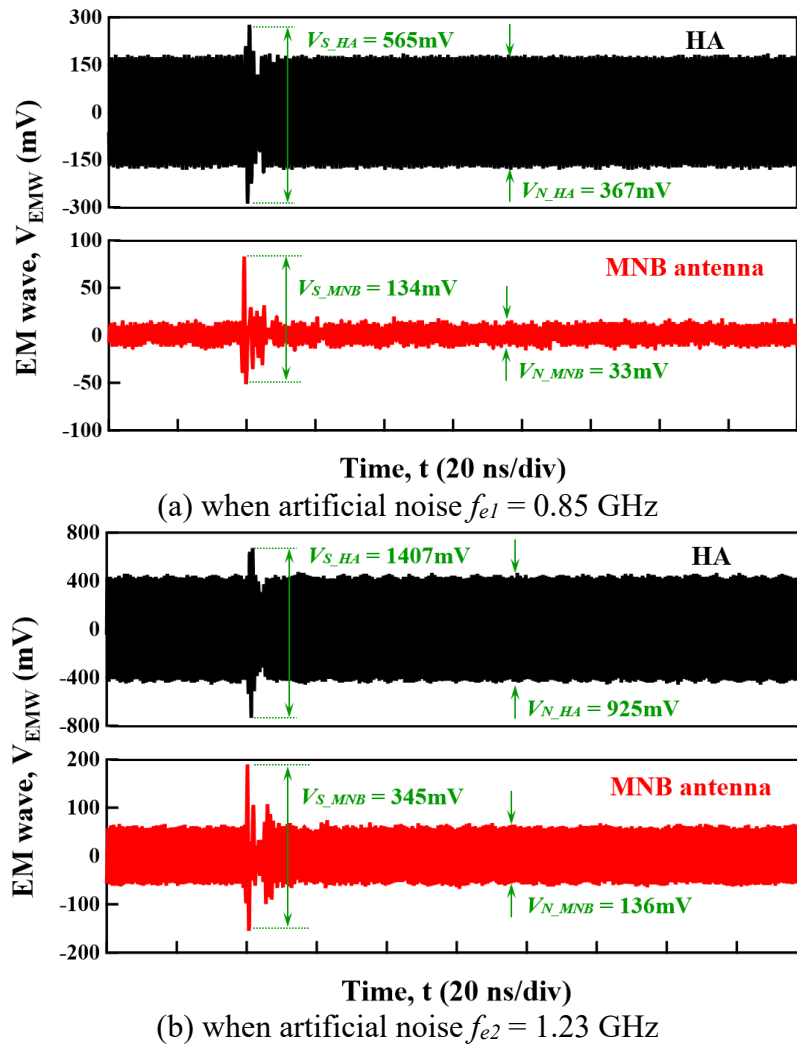 300
150
0
-150
-300
HA
V_S_HA = 565mV
V_N_HA = 367mV
100
50
0
-50
-100
MNB antenna
V_S_MNB = 134mV
V_N_MNB = 33mV
EM wave, V_EMW (mV)
Time, t (20 ns/div)
(a) when artificial noise f_e1 = 0.85 GHz
800
400
0
-400
-800
HA
V_S_HA = 1407mV
V_N_HA = 925mV
200
100
0
-100
-200
MNB antenna
V_S_MNB = 345mV
V_N_MNB = 136mV
EM wave, V_EMW (mV)
Time, t (20 ns/div)
(b) when artificial noise f_e2 = 1.23 GHz